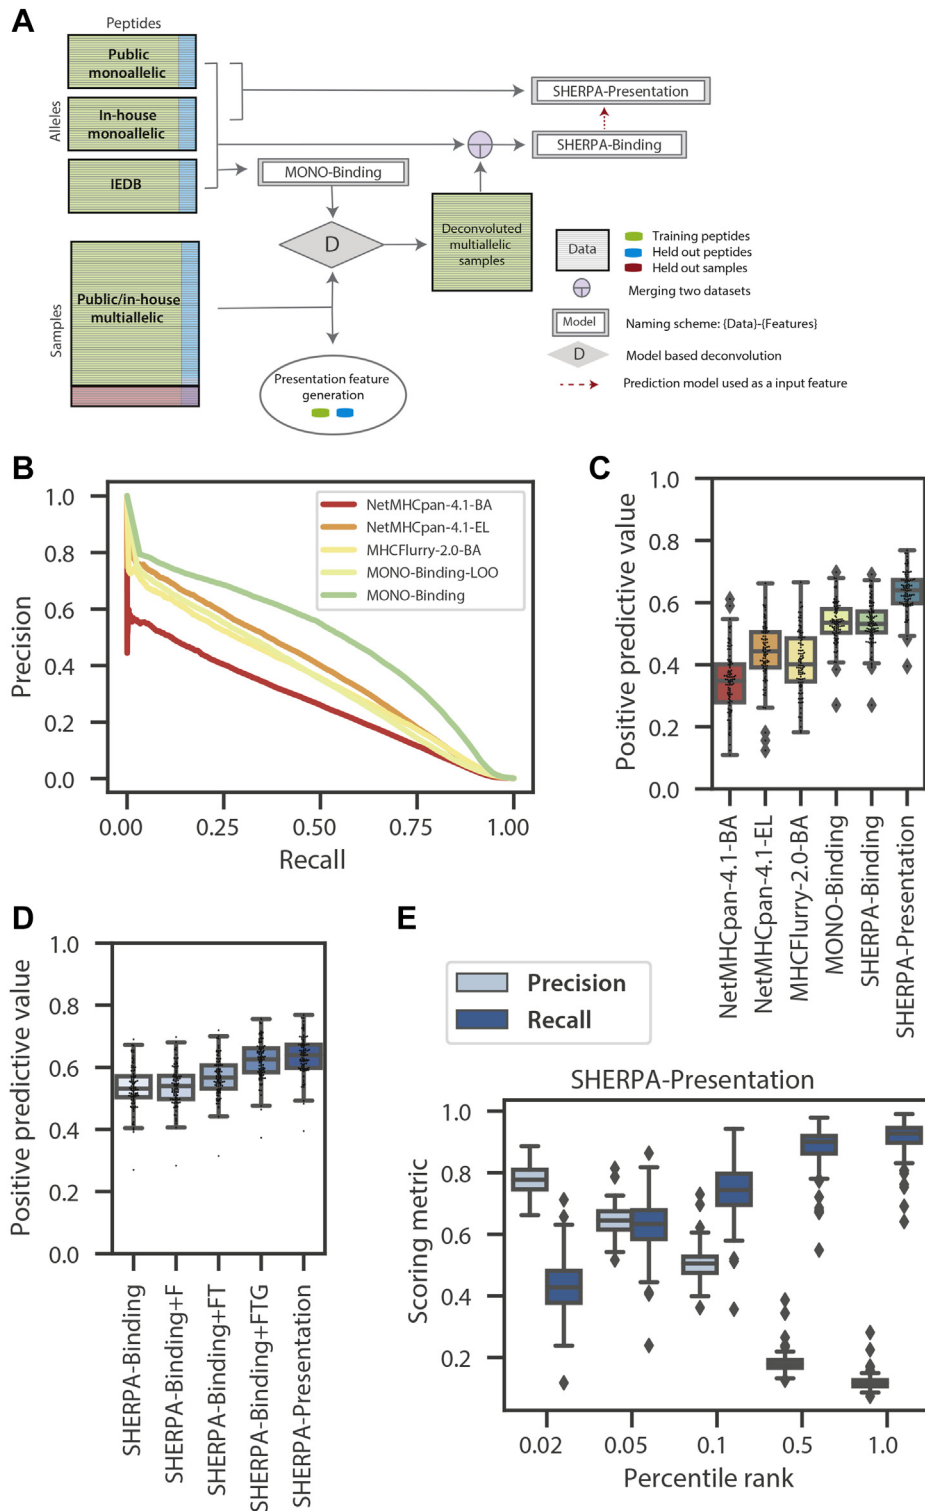 A
Peptides
Alleles
Public
monoallelic
In-house
monoallelic
IEDB
Samples
Public/in-house
multiallelic
MONO-Binding
D
Presentation feature
generation
Deconvoluted
multiallelic
samples
SHERPA-Presentation
SHERPA-Binding
Data
Training peptides
Held out peptides
Held out samples
Merging two datasets
Model
Naming scheme: {Data}-{Features}
D
Model based deconvolution
Prediction model used as a input feature
B
Precision
1.0
0.8
0.6
0.4
0.2
0.0
NetMHCpan-4.1-BA
NetMHCpan-4.1-EL
MHCFlurry-2.0-BA
MONO-Binding-LOO
MONO-Binding
0.00 0.25 0.50 0.75 1.00
Recall
C
Positive predictive value
1.0
0.8
0.6
0.4
0.2
0.0
NetMHCpan-4.1-BA
NetMHCpan-4.1-EL
MHCFlurry-2.0-BA
MONO-Binding
SHERPA-Binding
SHERPA-Presentation
D
Positive predictive value
1.0
0.8
0.6
0.4
0.2
0.0
SHERPA-Binding
SHERPA-Binding+F
SHERPA-Binding+FT
SHERPA-Binding+FTG
SHERPA-Presentation
E
Precision
Recall
SHERPA-Presentation
Scoring metric
1.0
0.8
0.6
0.4
0.2
0.02 0.05 0.1 0.5 1.0
Percentile rank